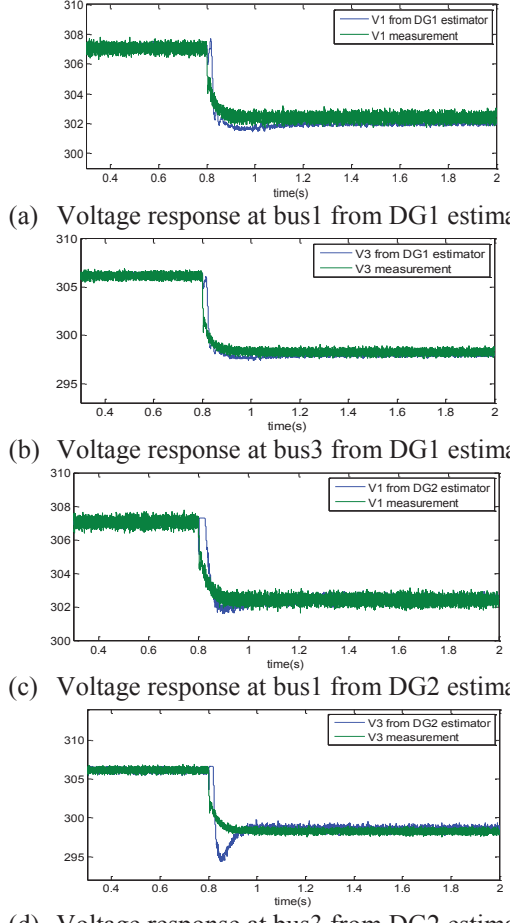 310
308
306
304
302
300
V1 from DG1 estimator
V1 measurement
0.4 0.6 0.8 1 1.2 1.4 1.6 1.8 2
time(s)
(a) Voltage response at bus1 from DG1 estima
310
305
300
295
V3 from DG1 estimator
V3 measurement
0.4 0.6 0.8 1 1.2 1.4 1.6 1.8 2
time(s)
(b) Voltage response at bus3 from DG1 estima
310
308
306
304
302
300
V1 from DG2 estimator
V1 measurement
0.4 0.6 0.8 1 1.2 1.4 1.6 1.8 2
time(s)
(c) Voltage response at bus1 from DG2 estima
310
305
300
295
V3 from DG2 estimator
V3 measurement
0.4 0.6 0.8 1 1.2 1.4 1.6 1.8 2
time(s)
(d) Voltage response at bus3 from DG2 estima